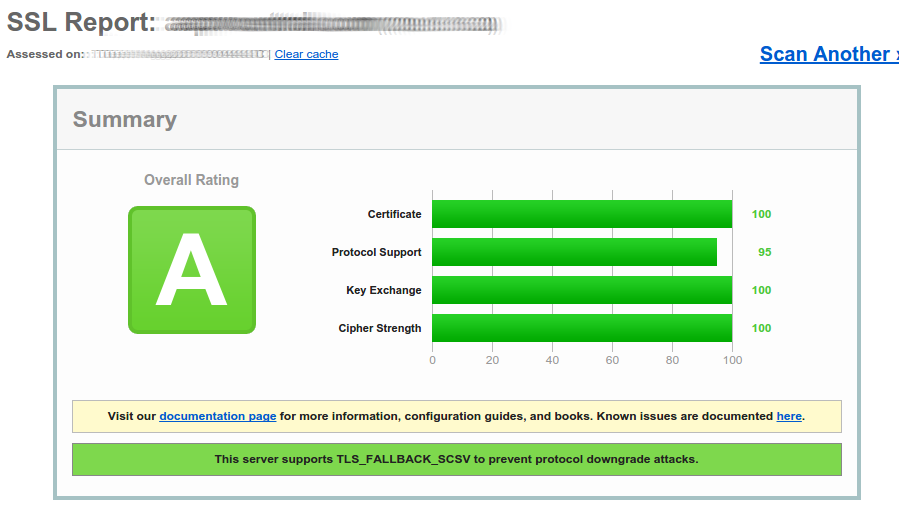 SSL Report:
Assessed on: | Clear cache
Scan Another ›
Summary
Overall Rating
A
Certificate 100
Protocol Support 95
Key Exchange 100
Cipher Strength 100
0 20 40 60 80 100
Visit our documentation page for more information, configuration guides, and books. Known issues are documented here.
This server supports TLS_FALLBACK_SCSV to prevent protocol downgrade attacks.